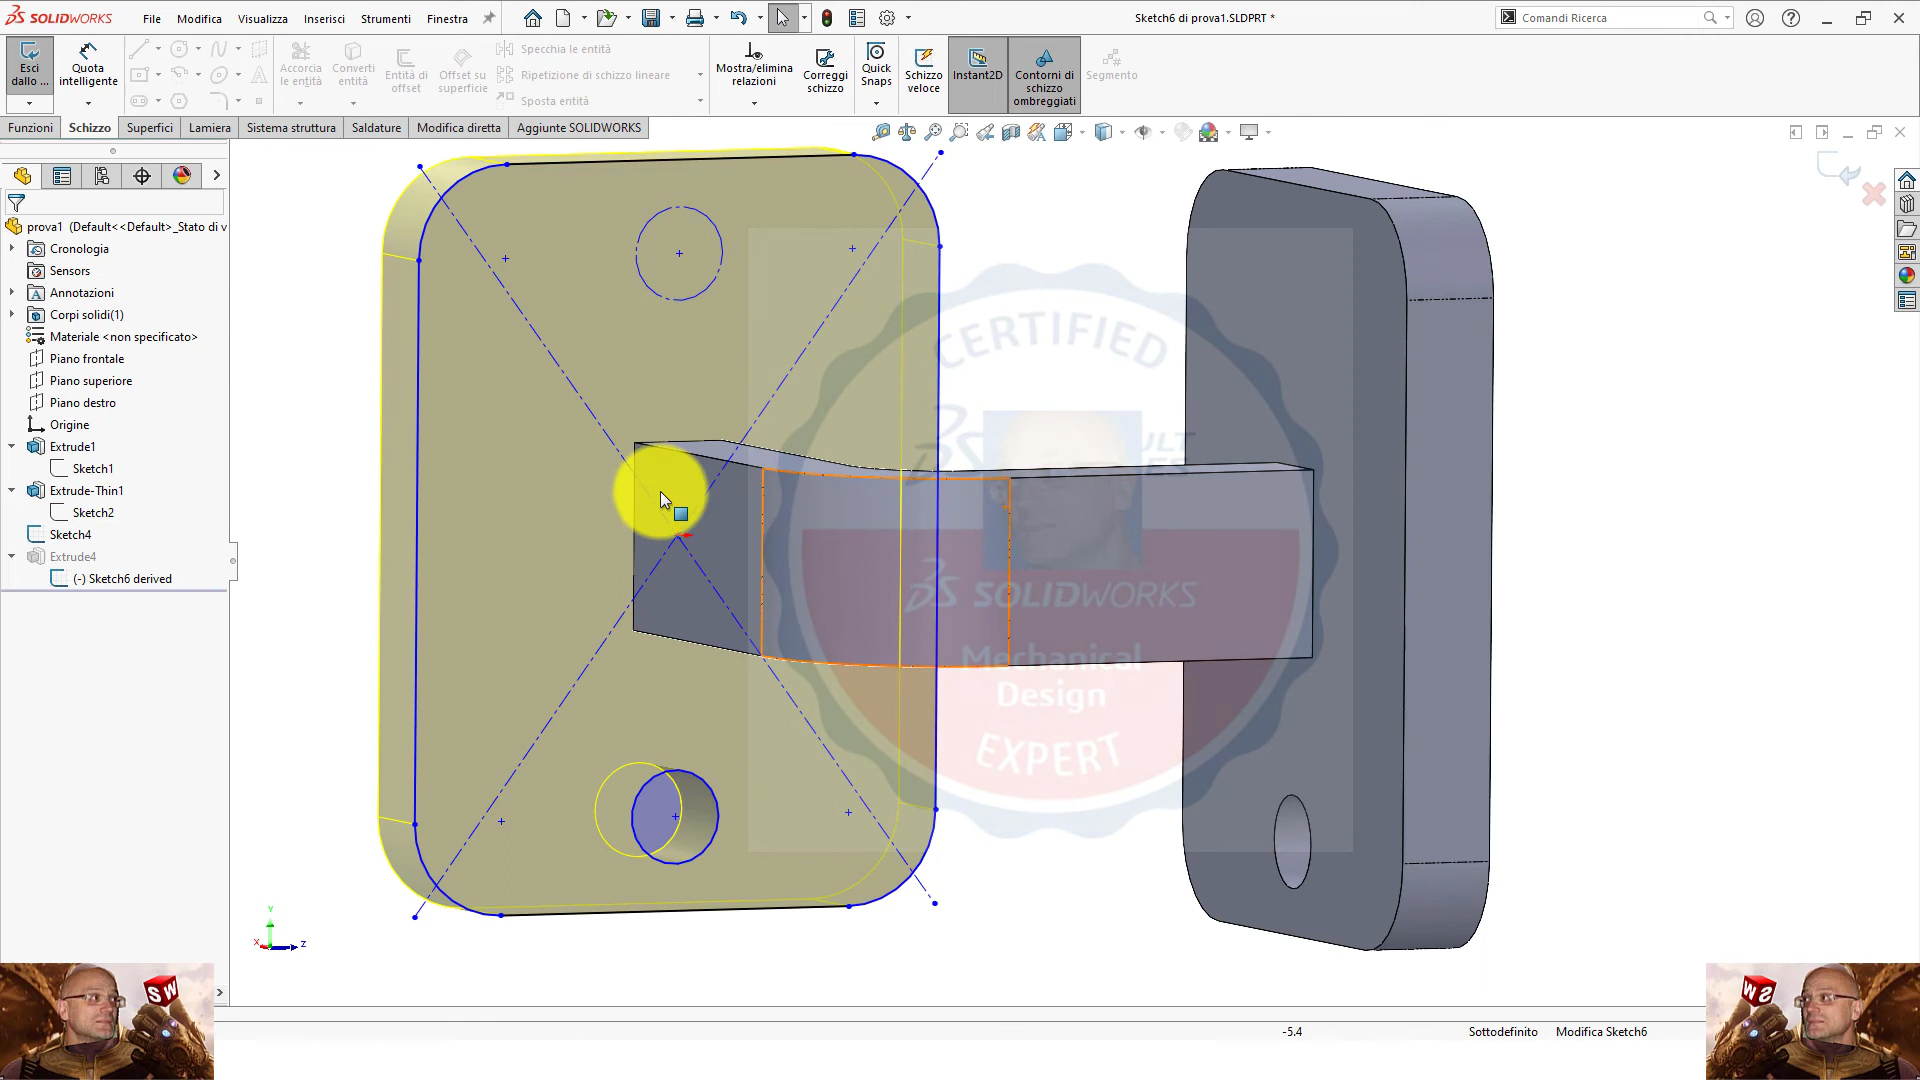 SOLIDWORKS File Modifica Visualizza Inserisci Strumenti Finestra Sketch6 di prova1.SLDPRT * Comandi Ricerca
Esci dallo ... Quota intelligente Accorcia le entità Converti entità Entità di offset Offset su superficie Specchia le entità Ripetizione di schizzo lineare Sposta entità Mostra/elimina relazioni Correggi schizzo Quick Snaps Schizzo veloce Instant2D Contorni di schizzo ombreggiati Segmento
Funzioni Schizzo Superfici Lamiera Sistema struttura Saldature Modifica diretta Aggiunte SOLIDWORKS
prova1 (Default<<Default>_Stato di v
Cronologia
Sensors
Annotazioni
Corpi solidi(1)
Materiale <non specificato>
Piano frontale
Piano superiore
Piano destro
Origine
Extrude1
Sketch1
Extrude-Thin1
Sketch2
Sketch4
Extrude4
(-) Sketch6 derived
CERTIFIED
SOLIDWORKS
Mechanical
Design
EXPERT
Y
X
Z
SW
SW
-5.4 Sottodefinito Modifica Sketch6